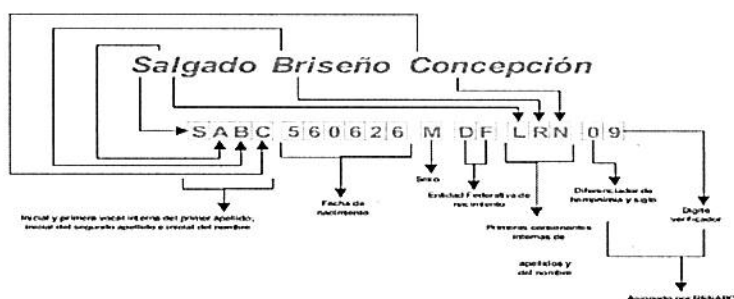 Salgado Briseño Concepción
SABC 560626 M DF LRN 09
Sexo
Fecha de nacimiento
Entidad Federativa de nacimiento
Diferenciador de homonimia y siglo
Digito verificador
Inicial y primera vocal interna del primer apellido,
inicial del segundo apellido e inicial del nombre
Primeras consonantes
internas de
apellidos y
del nombre